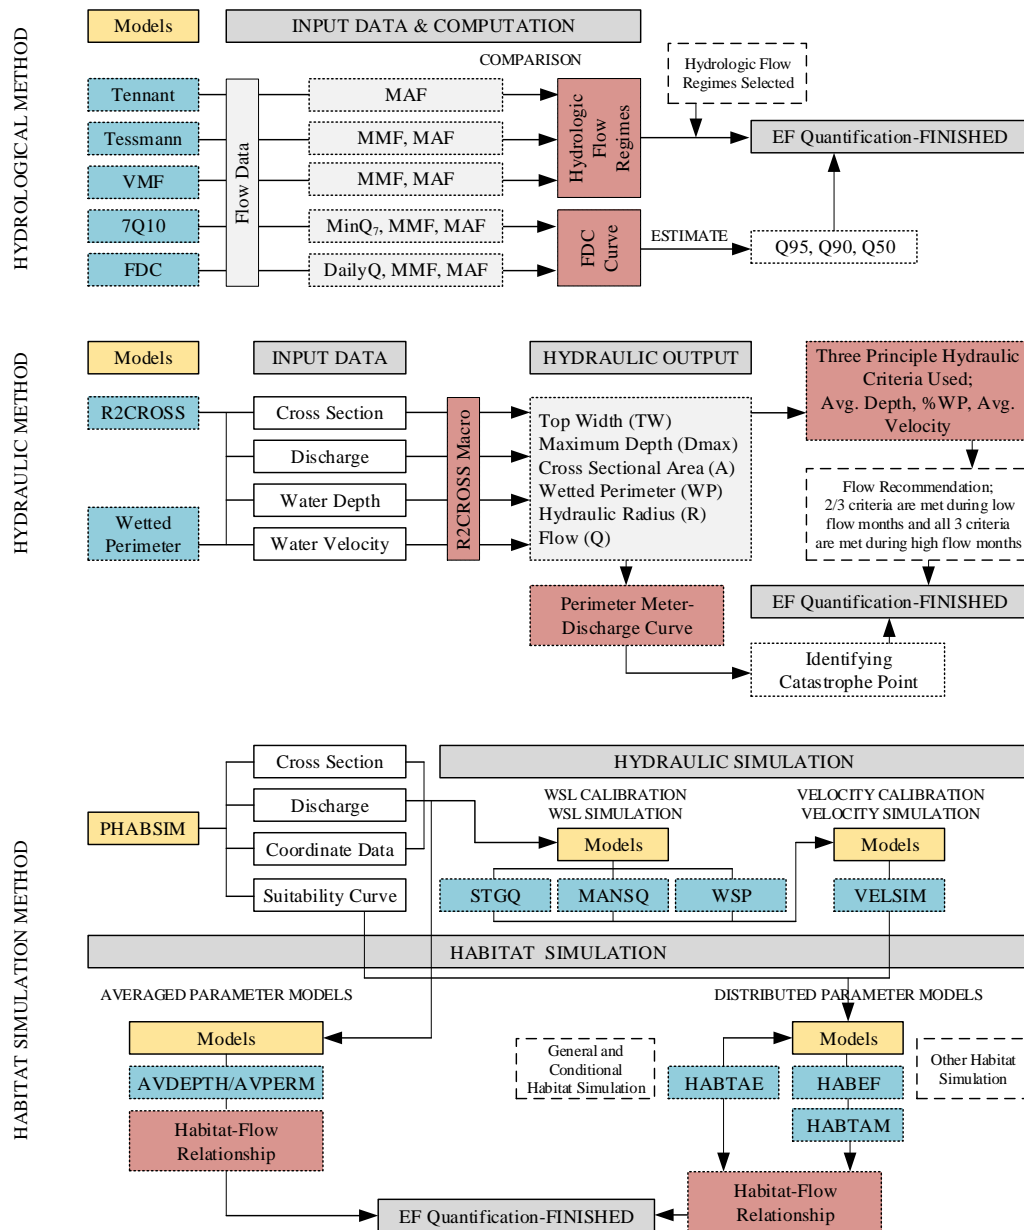 HYDROLOGICAL METHOD
Models
INPUT DATA & COMPUTATION
COMPARISON
Tennant
Tessmann
VMF
7Q10
FDC
Flow Data
MAF
MMF, MAF
MMF, MAF
MinQ₇, MMF, MAF
DailyQ, MMF, MAF
Hydrologic
Flow
Regimes
FDC
Curve
Hydrologic Flow
Regimes Selected
EF Quantification-FINISHED
ESTIMATE
Q95, Q90, Q50
HYDRAULIC METHOD
Models
INPUT DATA
HYDRAULIC OUTPUT
R2CROSS
Wetted
Perimeter
Cross Section
Discharge
Water Depth
Water Velocity
R2CROSS Macro
Top Width (TW)
Maximum Depth (Dmax)
Cross Sectional Area (A)
Wetted Perimeter (WP)
Hydraulic Radius (R)
Flow (Q)
Three Principle Hydraulic
Criteria Used;
Avg. Depth, %WP, Avg.
Velocity
Flow Recommendation;
2/3 criteria are met during low
flow months and all 3 criteria
are met during high flow months
EF Quantification-FINISHED
Perimeter Meter-
Discharge Curve
Identifying
Catastrophe Point
HABITAT SIMULATION METHOD
PHABSIM
Cross Section
Discharge
Coordinate Data
Suitability Curve
HYDRAULIC SIMULATION
WSL CALIBRATION
WSL SIMULATION
Models
STGQ
MANSQ
WSP
VELOCITY CALIBRATION
VELOCITY SIMULATION
Models
VELSIM
HABITAT SIMULATION
AVERAGED PARAMETER MODELS
Models
AVDEPTH/AVPERM
Habitat-Flow
Relationship
DISTRIBUTED PARAMETER MODELS
General and
Conditional
Habitat Simulation
Models
HABTAE
HABEF
HABTAM
Other Habitat
Simulation
Habitat-Flow
Relationship
EF Quantification-FINISHED